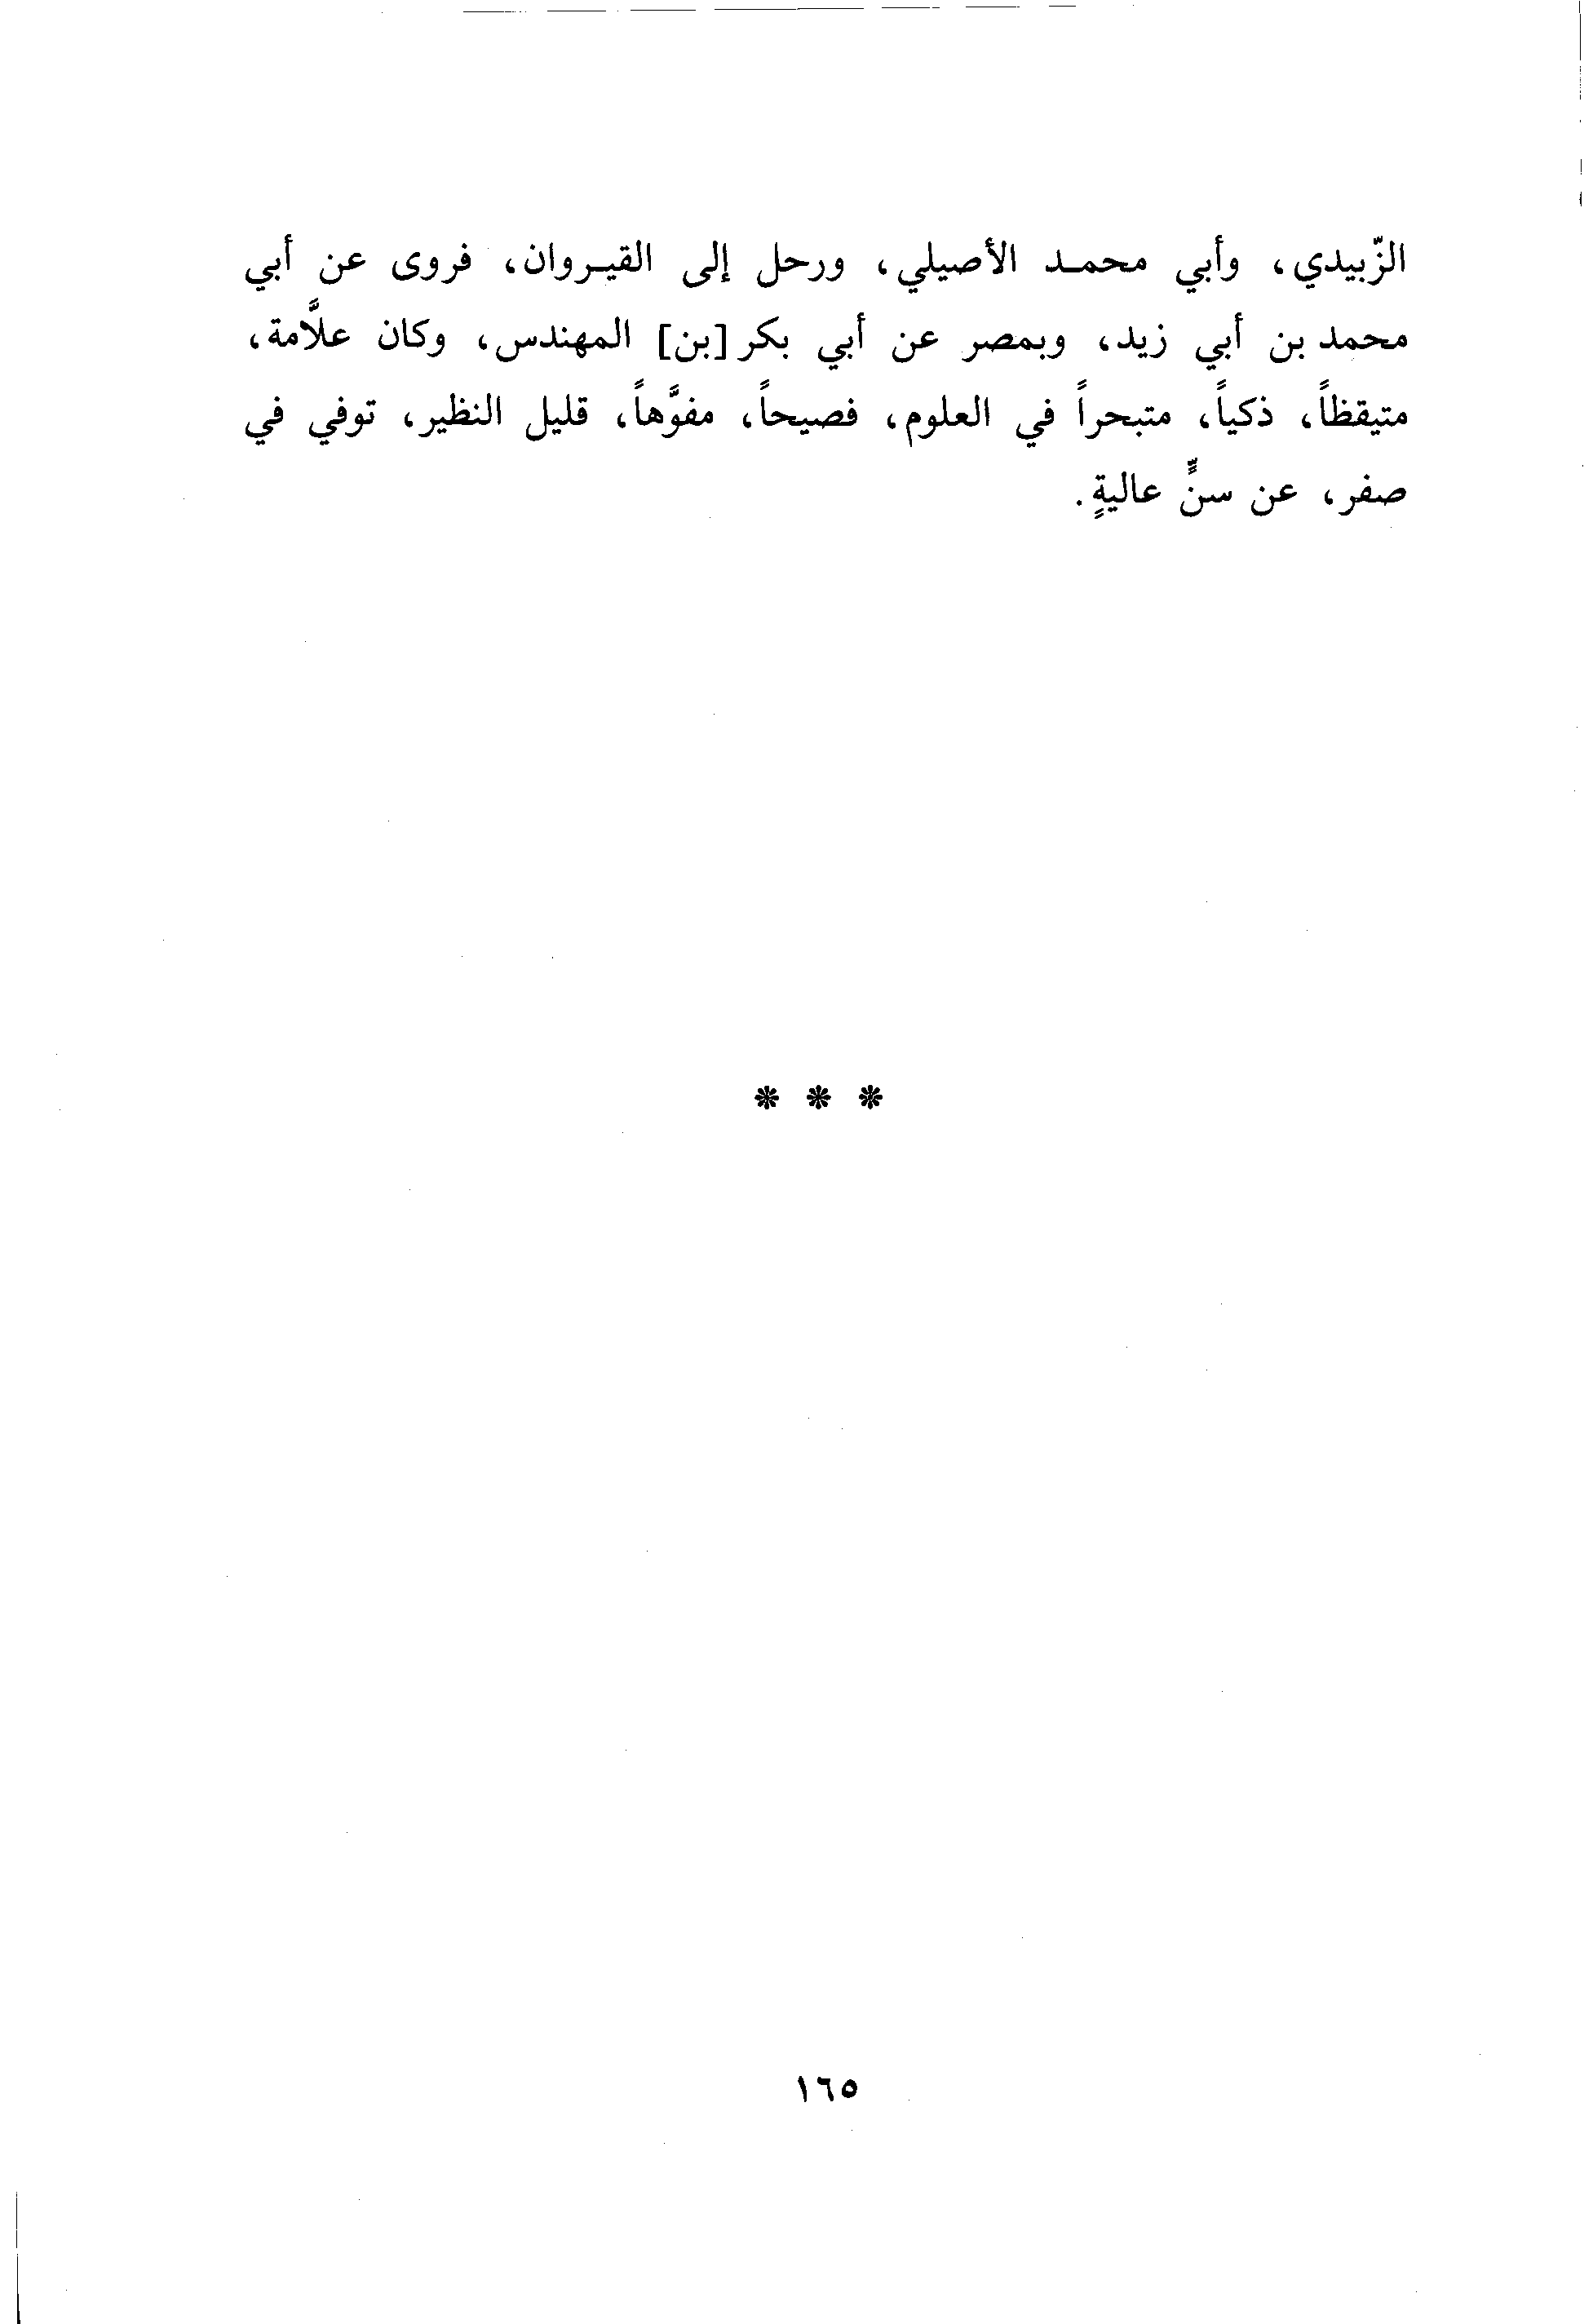 الزّبيدي، وأبي محمد الأصيلي، ورحل إلى القيروان، فروى عن أبي
محمد بن أبي زيد، وبمصر عن أبي بكر [بن] المهندس، وكان علاَّمة،
متيقظاً، ذكياً، متبحراً في العلوم، فصيحاً، مفوَّهاً، قليل النظير، توفي في
صفر، عن سنٍّ عاليةٍ.
* * *
١٦٥